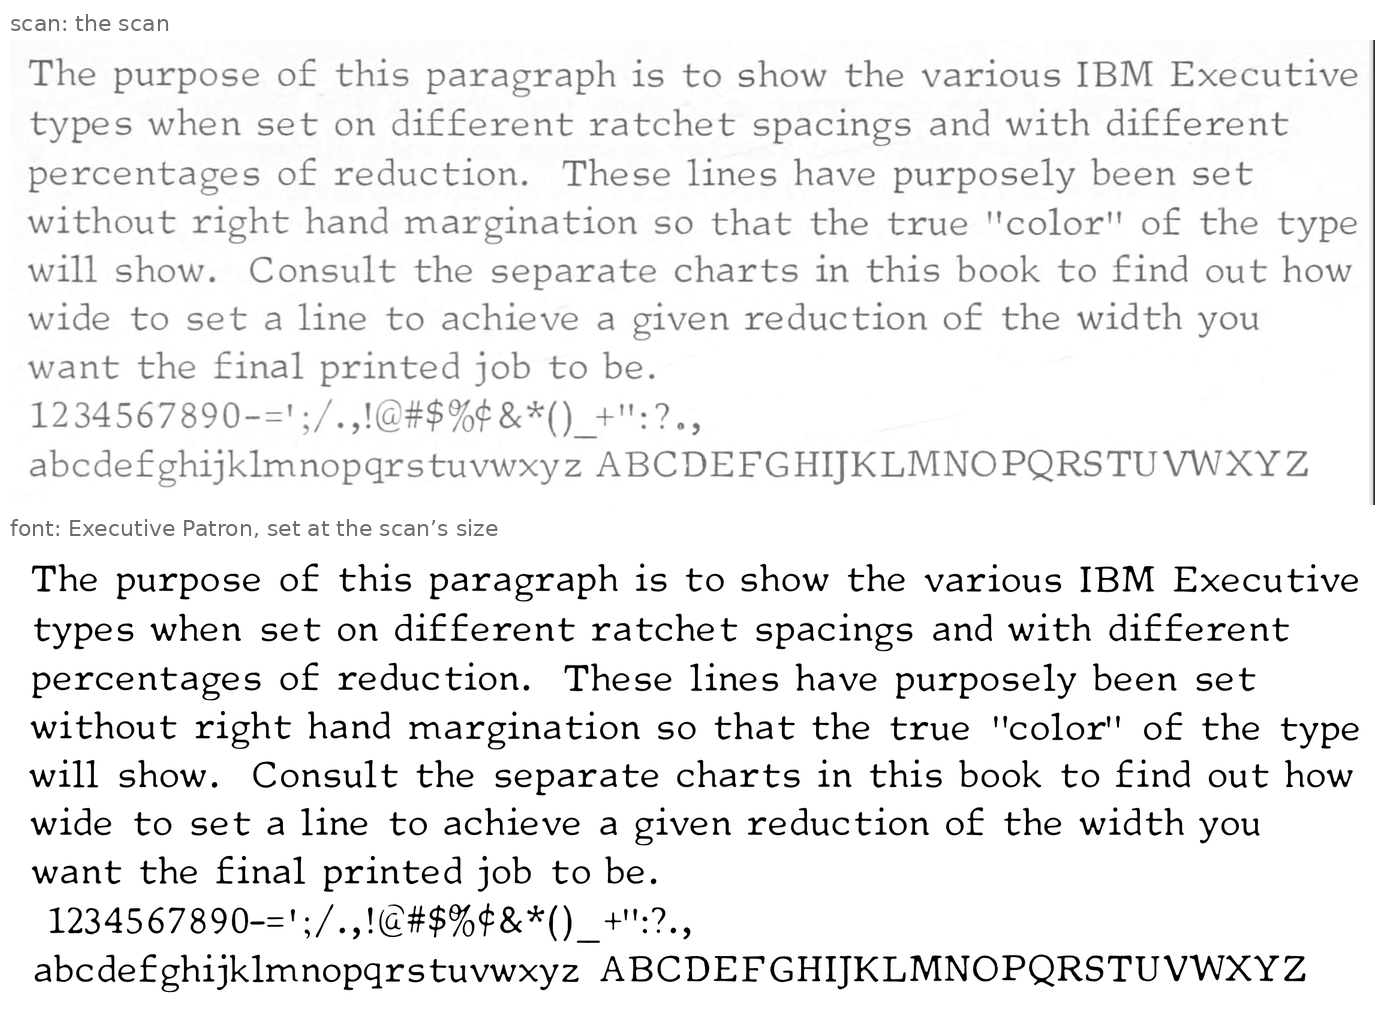 scan: the scan
The purpose of this paragraph is to show the various IBM Executive
types when set on different ratchet spacings and with different
percentages of reduction.  These lines have purposely been set
without right hand margination so that the true "color" of the type
will show.  Consult the separate charts in this book to find out how
wide to set a line to achieve a given reduction of the width you
want the final printed job to be.
1234567890-=';/.,!@#$%¢&*()_+":?.,
abcdefghijklmnopqrstuvwxyz ABCDEFGHIJKLMNOPQRSTUVWXYZ
font: Executive Patron, set at the scan’s size
The purpose of this paragraph is to show the various IBM Executive
types when set on different ratchet spacings and with different
percentages of reduction.  These lines have purposely been set
without right hand margination so that the true "color" of the type
will show.  Consult the separate charts in this book to find out how
wide to set a line to achieve a given reduction of the width you
want the final printed job to be.
1234567890-=';/.,!@#$%¢&*()_+":?.,
abcdefghijklmnopqrstuvwxyz ABCDEFGHIJKLMNOPQRSTUVWXYZ